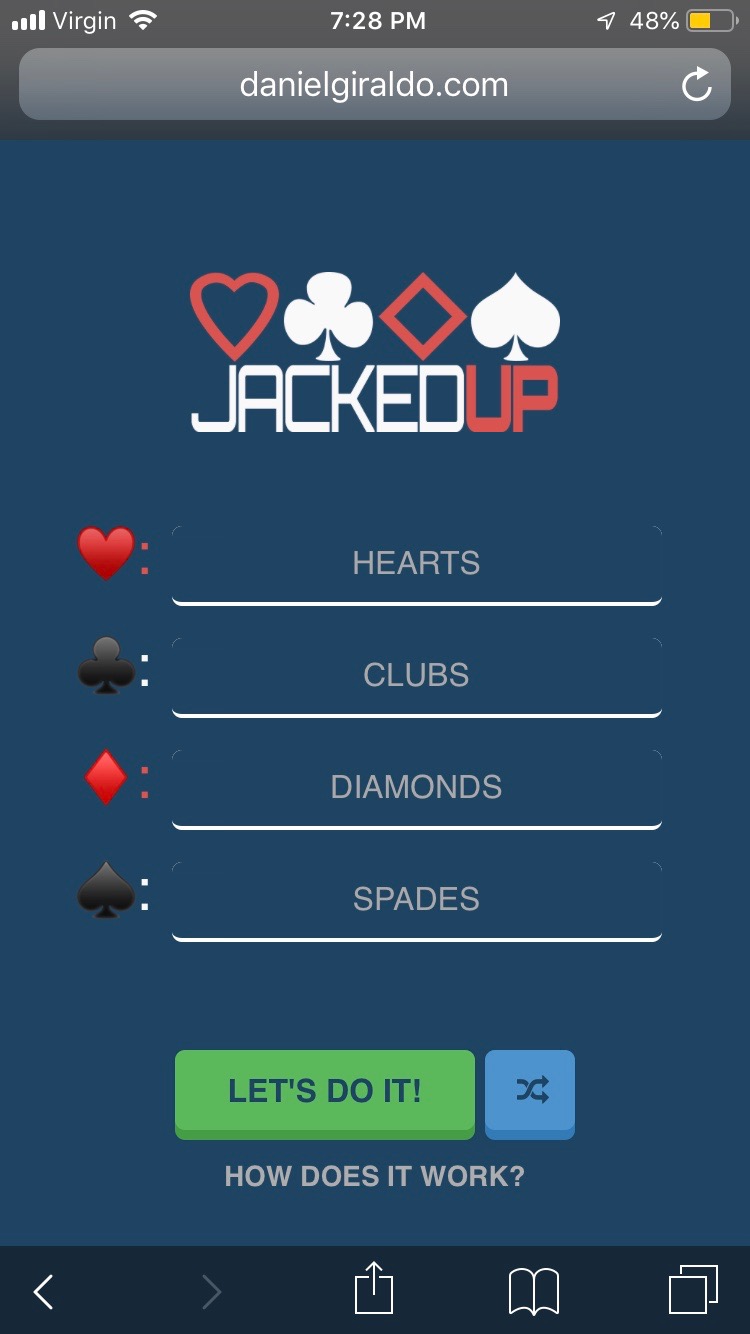 Virgin 7:28 PM 48%
danielgiraldo.com
JACKEDUP
: HEARTS
: CLUBS
: DIAMONDS
: SPADES
LET'S DO IT!
HOW DOES IT WORK?